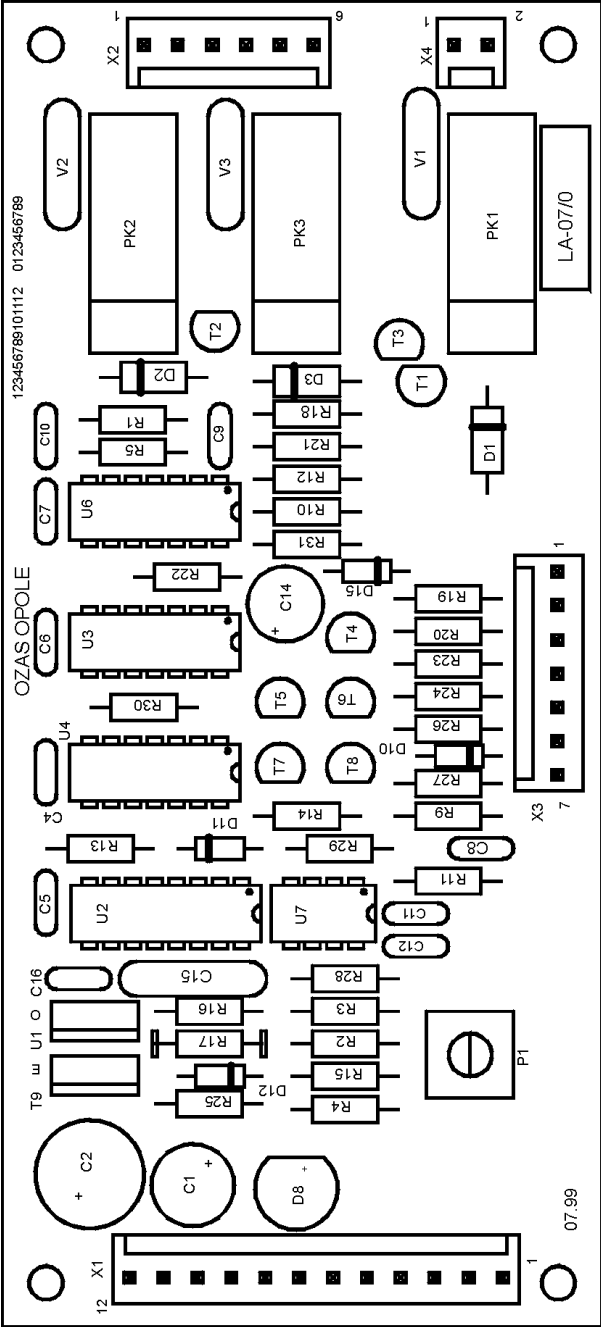 1
6
X2
1
2
X4
V2
V3
V1
PK2
PK3
PK1
LA-07/0
123456789101112 0123456789
T2
T3
T1
D2
D3
R18
C10
R1
C9
R21
D1
R5
R12
C7
U6
R10
R31
1
R22
D15
R19
C14
+
OZAS OPOLE
C6
U3
T4
R20
R23
R24
T5
T6
R30
U4
R26
D10
T7
T8
R27
C4
X3
7
R14
R9
D11
R13
R29
C8
R11
C5
U2
U7
C11
C12
C16
C15
R28
O
U1
R16
R3
R17
R2
E
T9
P1
R15
D12
R25
R4
C2
+
C1
+
D8
+
07.99
X1
12
1